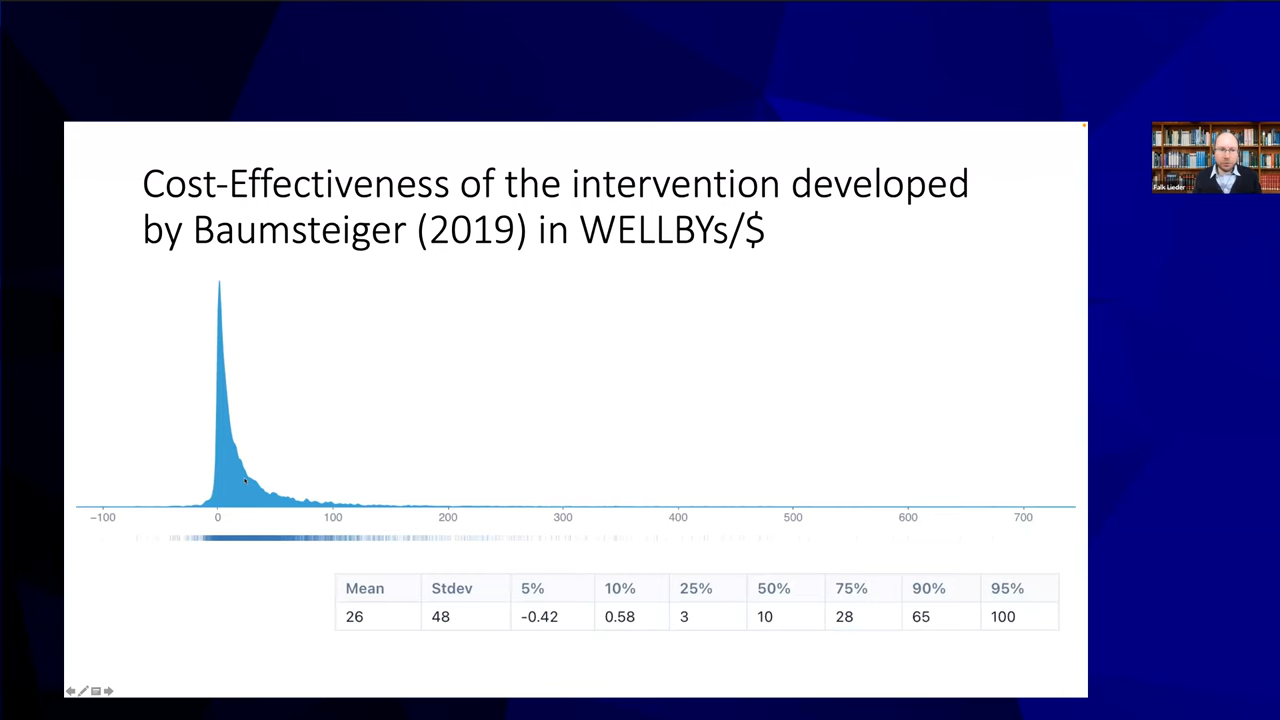 Cost-Effectiveness of the intervention developed
by Baumsteiger (2019) in WELLBYs/$
Falk Lieder
−100 0 100 200 300 400 500 600 700
Mean Stdev 5% 10% 25% 50% 75% 90% 95%
26 48 -0.42 0.58 3 10 28 65 100